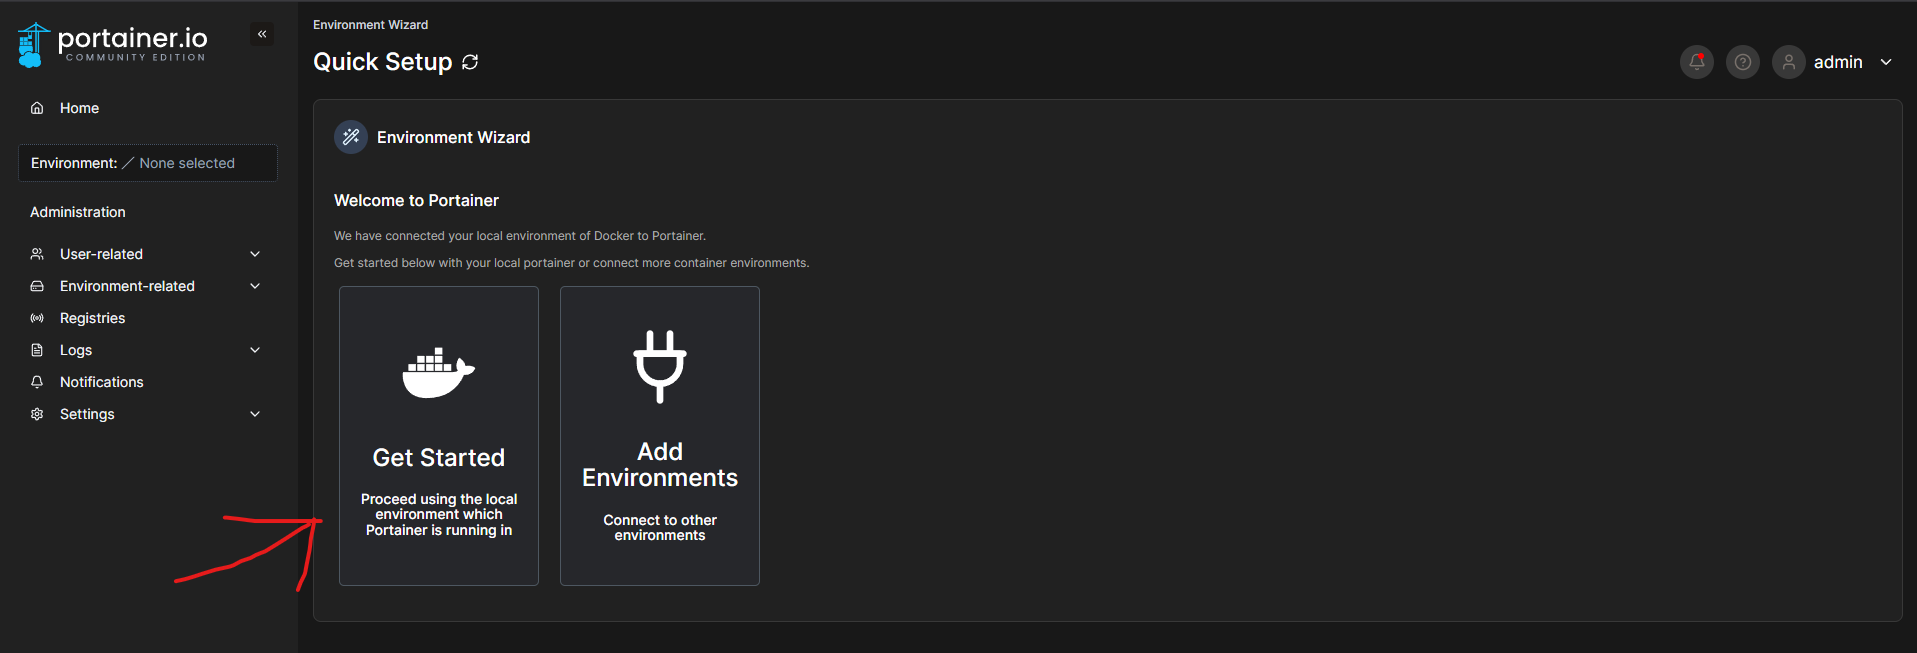 portainer.io
COMMUNITY EDITION
Home
Environment: None selected
Administration
User-related
Environment-related
Registries
Logs
Notifications
Settings
Environment Wizard
Quick Setup
admin
Environment Wizard
Welcome to Portainer
We have connected your local environment of Docker to Portainer.
Get started below with your local portainer or connect more container environments.
Get Started
Proceed using the local
environment which
Portainer is running in
Add
Environments
Connect to other
environments